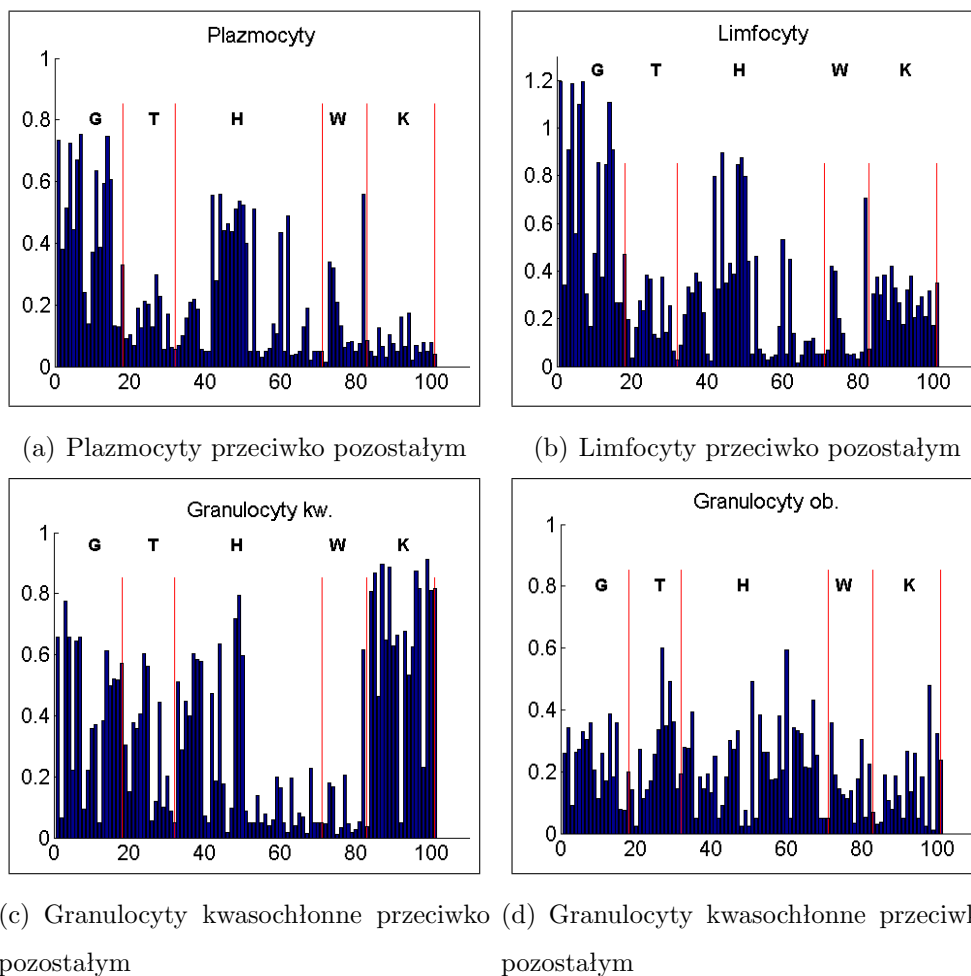 Plazmocyty
1
0.8
0.6
0.4
0.2
0
G T H W K
0 20 40 60 80 100
(a) Plazmocyty przeciwko pozostałym
Limfocyty
G T H W K
1.2
1
0.8
0.6
0.4
0.2
0
0 20 40 60 80 100
(b) Limfocyty przeciwko pozostałym
Granulocyty kw.
1
G T H W K
0.8
0.6
0.4
0.2
0
0 20 40 60 80 100
(c) Granulocyty kwasochłonne przeciwko
pozostałym
Granulocyty ob.
1
0.8
G T H W K
0.6
0.4
0.2
0
0 20 40 60 80 100
(d) Granulocyty kwasochłonne
pozostałym